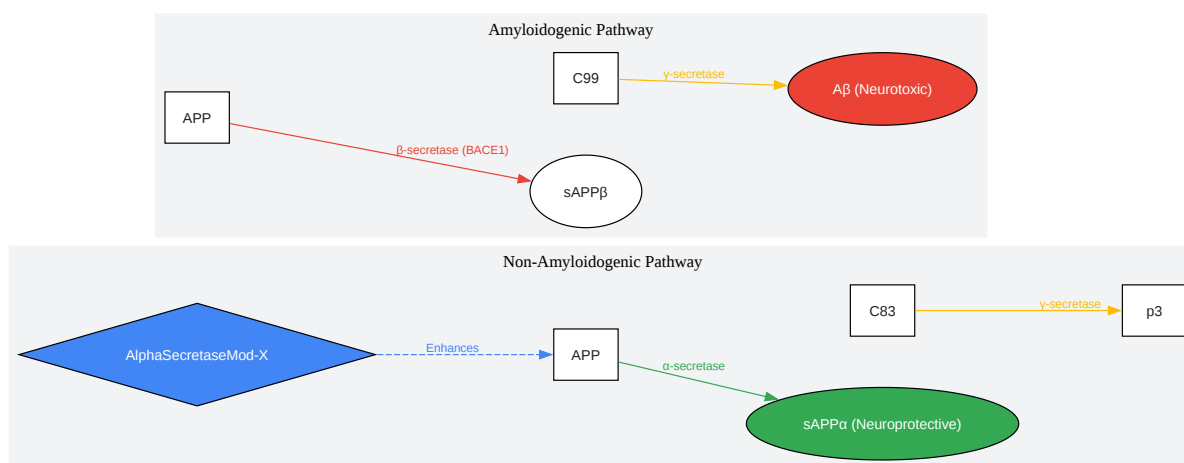 Amyloidogenic Pathway
C99
γ-secretase
Aβ (Neurotoxic)
APP
β-secretase (BACE1)
sAPPβ
Non-Amyloidogenic Pathway
C83
γ-secretase
p3
AlphaSecretaseMod-X
Enhances
APP
α-secretase
sAPPα (Neuroprotective)